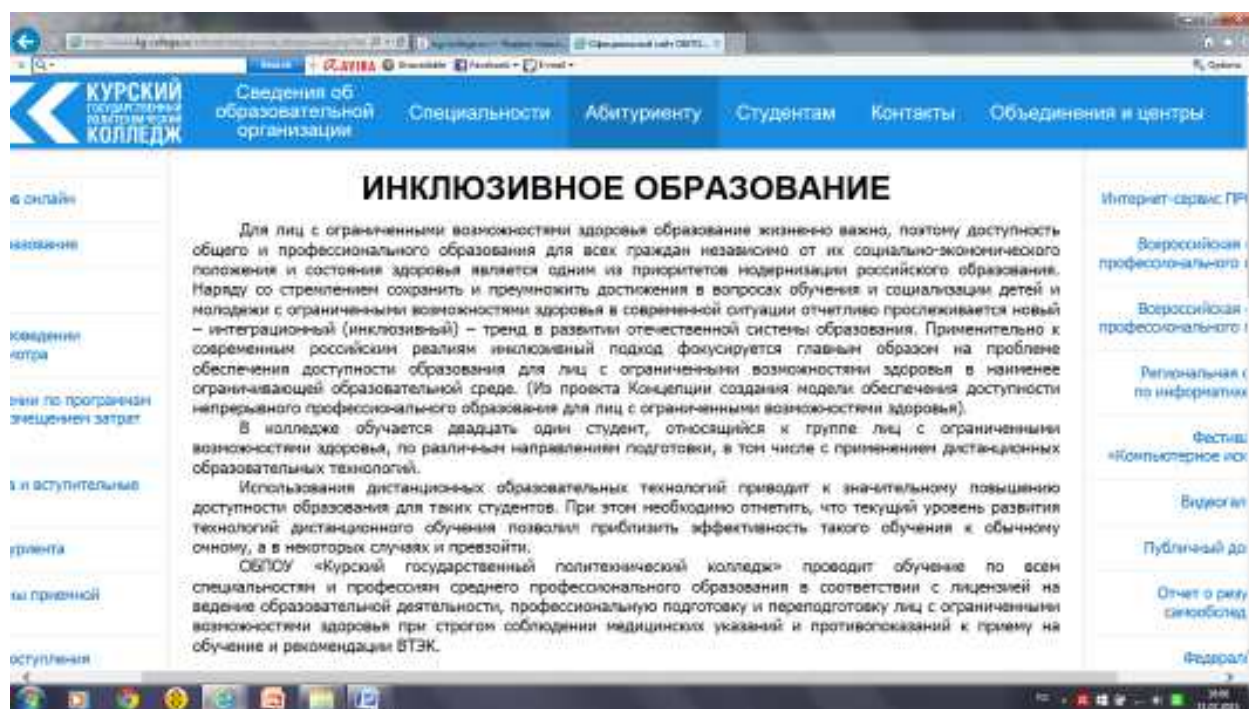 AVIRA
Facebook
E-mail
Options
КУРСКИЙ
ГОСУДАРСТВЕННЫЙ
ПОЛИТЕХНИЧЕСКИЙ
КОЛЛЕДЖ
Сведения об
образовательной
организации
Специальности
Абитуриенту
Студентам
Контакты
Объединения и центры
ИНКЛЮЗИВНОЕ ОБРАЗОВАНИЕ
Для лиц с ограниченными возможностями здоровья образование жизненно важно, поэтому доступность
общего и профессионального образования для всех граждан независимо от их социально-экономического
положения и состояния здоровья является одним из приоритетов модернизации российского образования.
Наряду со стремлением сохранить и преумножить достижения в вопросах обучения и социализации детей и
молодежи с ограниченными возможностями здоровья в современной ситуации отчетливо прослеживается новый
– интеграционный (инклюзивный) – тренд в развитии отечественной системы образования. Применительно к
современным российским реалиям инклюзивный подход фокусируется главным образом на проблеме
обеспечения доступности образования для лиц с ограниченными возможностями здоровья в наименее
ограничивающей образовательной среде. (Из проекта Концепции создания модели обеспечения доступности
непрерывного профессионального образования для лиц с ограниченными возможностями здоровья).
В колледже обучается двадцать один студент, относящийся к группе лиц с ограниченными
возможностями здоровья, по различным направлениям подготовки, в том числе с применением дистанционных
образовательных технологий.
Использования дистанционных образовательных технологий приводит к значительному повышению
доступности образования для таких студентов. При этом необходимо отметить, что текущий уровень развития
технологий дистанционного обучения позволил приблизить эффективность такого обучения к обычному
очному, а в некоторых случаях и превзойти.
ОБПОУ «Курский государственный политехнический колледж» проводит обучение по всем
специальностям и профессиям среднего профессионального образования в соответствии с лицензией на
ведение образовательной деятельности, профессиональную подготовку и переподготовку лиц с ограниченными
возможностями здоровья при строгом соблюдении медицинских указаний и противопоказаний к приему на
обучение и рекомендации ВТЭК.
онлайн
по программам
и вступительные
приемной
Интернет-сервис
Всероссийская
профессионального
Всероссийская
профессионального
Региональная
по информатике
«Компьютерное
Публичный
Отчет о